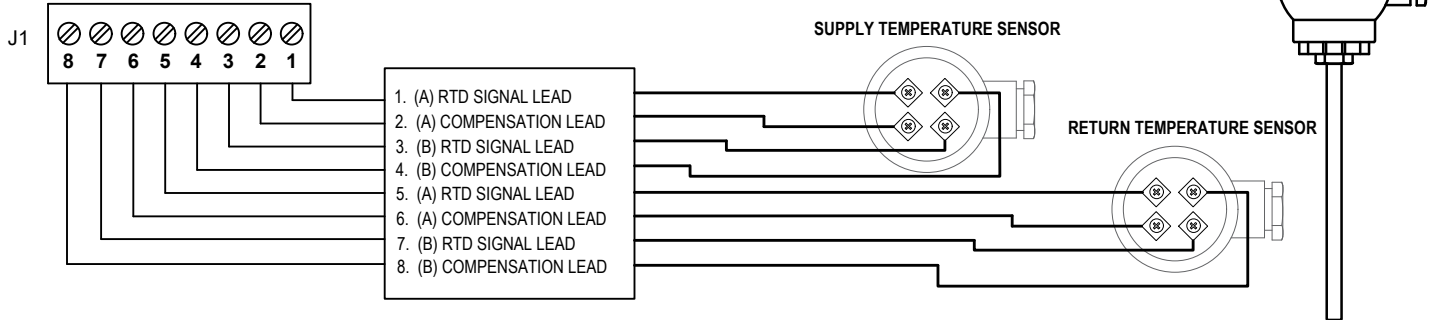 SUPPLY TEMPERATURE SENSOR
J1
8 7 6 5 4 3 2 1
1. (A) RTD SIGNAL LEAD
2. (A) COMPENSATION LEAD
3. (B) RTD SIGNAL LEAD
4. (B) COMPENSATION LEAD
5. (A) RTD SIGNAL LEAD
6. (A) COMPENSATION LEAD
7. (B) RTD SIGNAL LEAD
8. (B) COMPENSATION LEAD
RETURN TEMPERATURE SENSOR